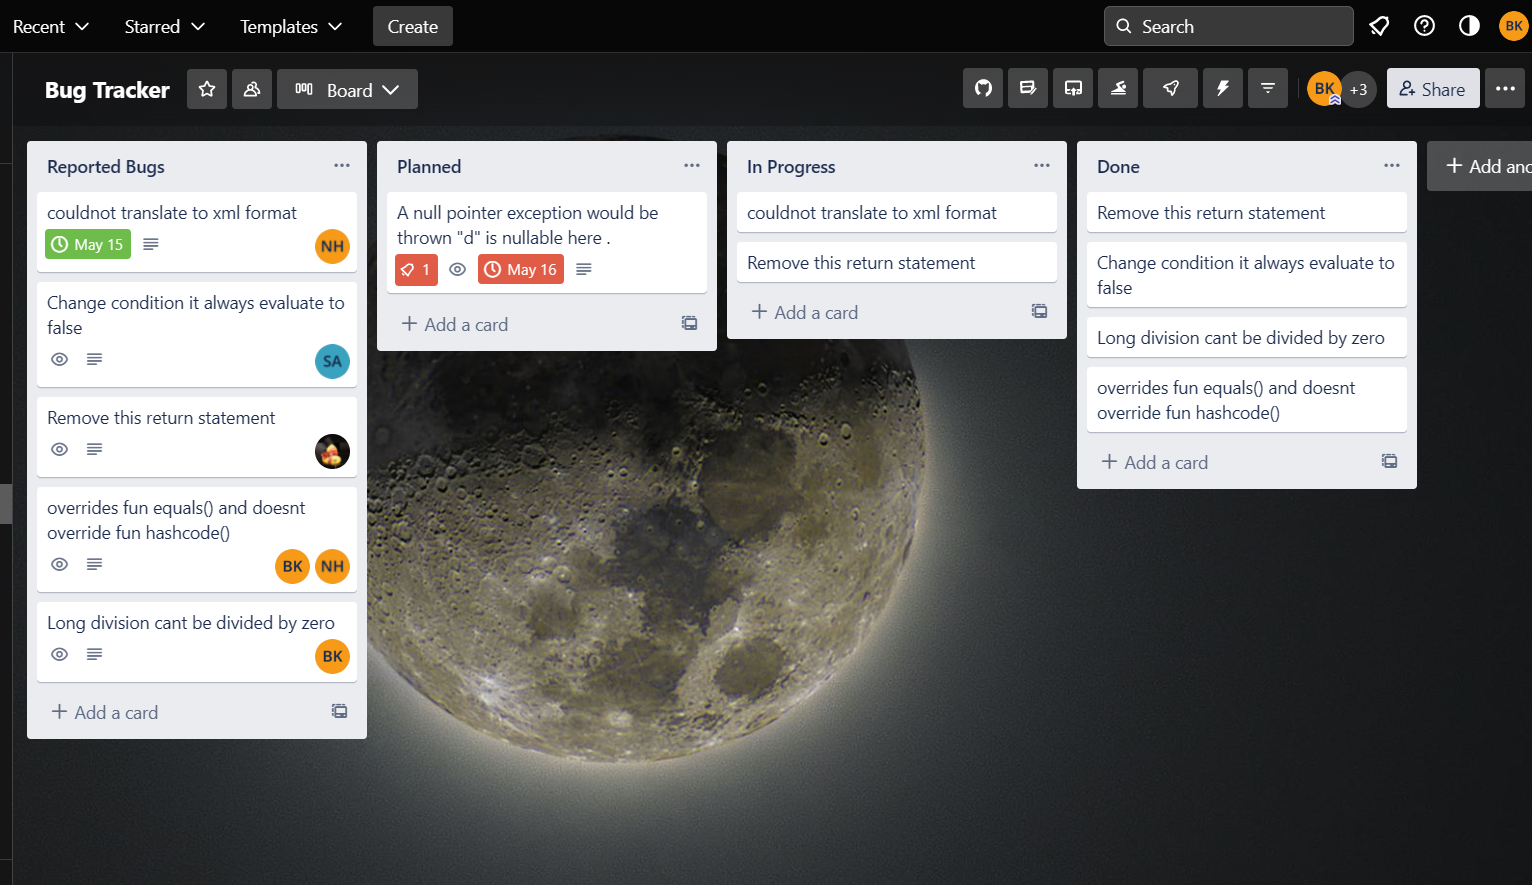 Recent Starred Templates Create Search BK
Bug Tracker Board BK +3 Share
Reported Bugs
couldnot translate to xml format
May 15 NH
Change condition it always evaluate to
false
SA
Remove this return statement
overrides fun equals() and doesnt
override fun hashcode()
BK NH
Long division cant be divided by zero
BK
Add a card
Planned
A null pointer exception would be
thrown "d" is nullable here .
1 May 16
Add a card
In Progress
couldnot translate to xml format
Remove this return statement
Add a card
Done
Remove this return statement
Change condition it always evaluate to
false
Long division cant be divided by zero
overrides fun equals() and doesnt
override fun hashcode()
Add a card
Add